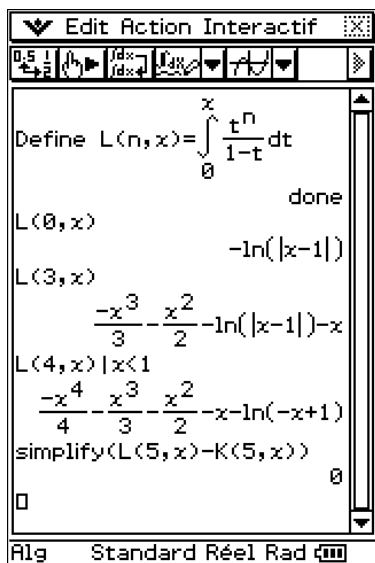 Edit Action Interactif
Define L(n,x)=∫₀ˣ tⁿ/(1-t) dt
done
L(0,x)
-ln(|x-1|)
L(3,x)
-x³/3 - x²/2 -ln(|x-1|)-x
L(4,x)|x<1
-x⁴/4 - x³/3 - x²/2 -x-ln(-x+1)
simplify(L(5,x)-K(5,x))
0
Alg Standard Réel Rad